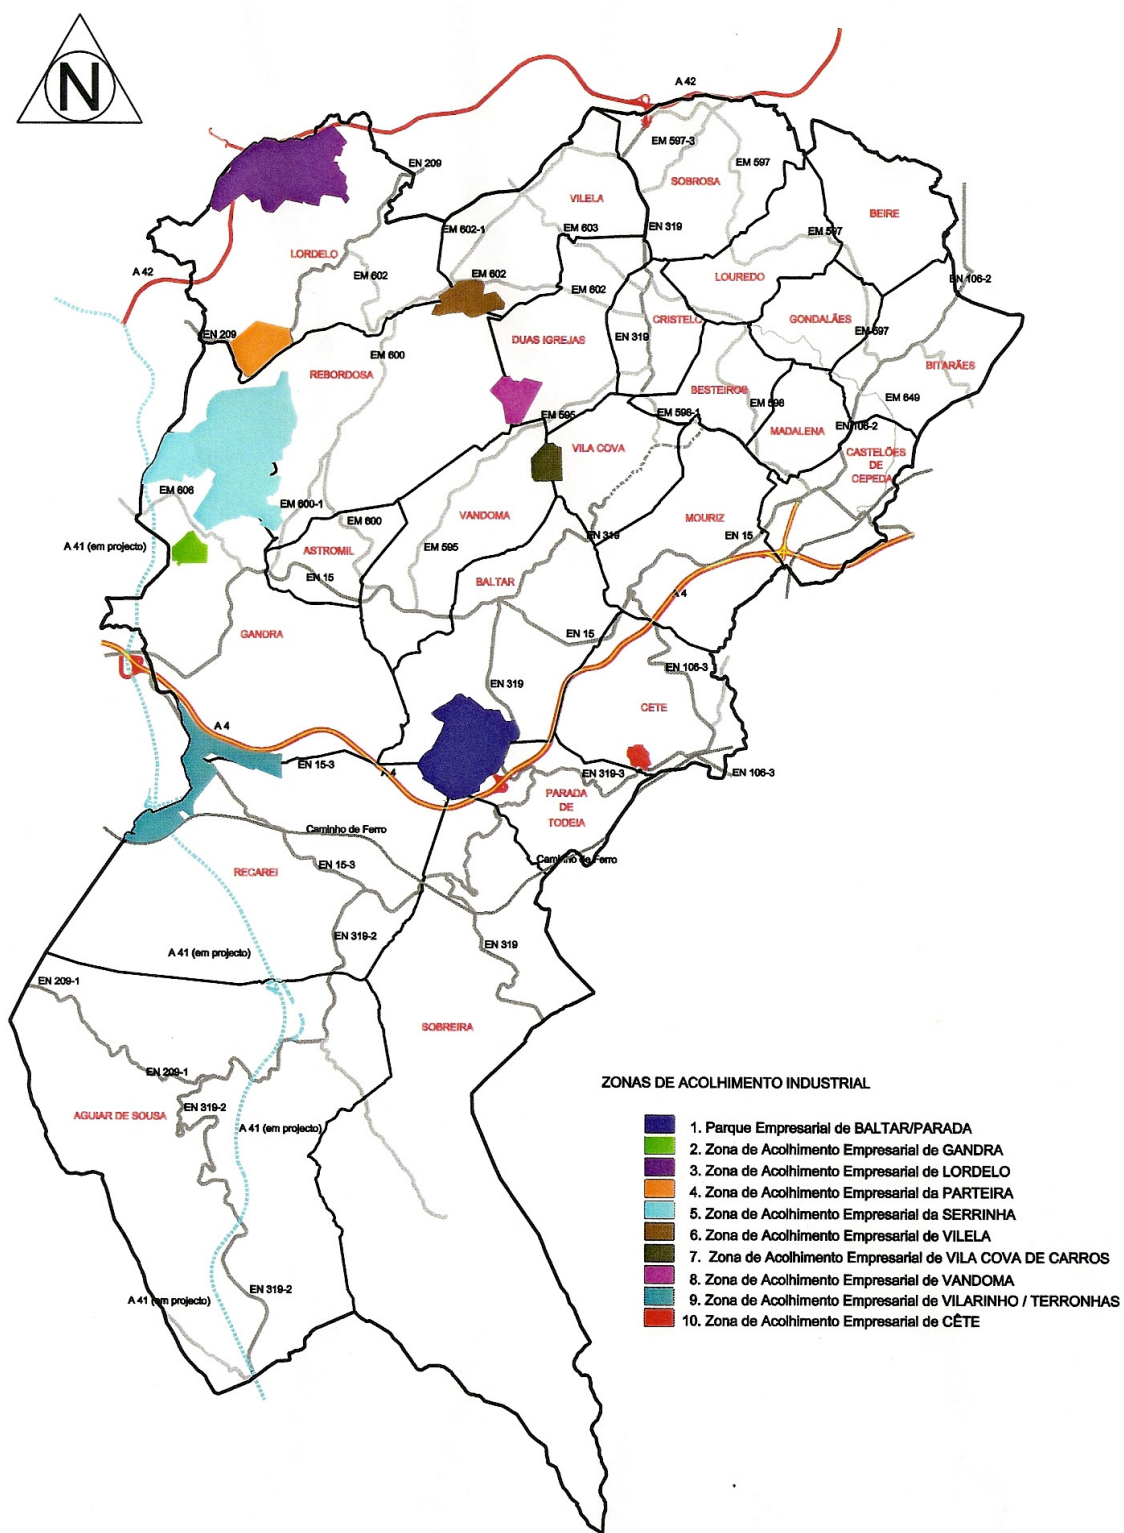 N
A 42
EM 597-3
EN 209
EM 597
SOBROSA
VILELA
BEIRE
EM 602-1
EM 603
EN 319
EM 597
LORDELO
A 42
EM 602
EM 602
EM 602
LOUREDO
EN 106-2
GONDALÃES
CRISTELO
EN 209
DUAS IGREJAS
EN 319
EM 597
EM 600
BITARÃES
REBORDOSA
BESTEIROS
EM 598
EM 649
EM 595
EM 598-1
EN 106-2
MADALENA
VILA COVA
CASTELÕES
DE
CEPEDA
EM 606
EM 600-1
EM 600
VANDOMA
MOURIZ
EN 319
EN 15
A 41 (em projecto)
ASTROMIL
EM 595
EN 15
BALTAR
A 4
GANDRA
EN 15
EN 106-3
EN 319
CETE
A 4
EN 15-3
A 4
EN 319-3
EN 106-3
PARADA
DE
TODEIA
Caminho de Ferro
Caminho de Ferro
RECAREI
EN 15-3
EN 319-2
EN 319
A 41 (em projecto)
EN 209-1
SOBREIRA
EN 209-1
AGUIAR DE SOUSA
EN 319-2
A 41 (em projecto)
EN 319-2
A 41 (em projecto)
ZONAS DE ACOLHIMENTO INDUSTRIAL
1. Parque Empresarial de BALTAR/PARADA
2. Zona de Acolhimento Empresarial de GANDRA
3. Zona de Acolhimento Empresarial de LORDELO
4. Zona de Acolhimento Empresarial da PARTEIRA
5. Zona de Acolhimento Empresarial da SERRINHA
6. Zona de Acolhimento Empresarial de VILELA
7. Zona de Acolhimento Empresarial de VILA COVA DE CARROS
8. Zona de Acolhimento Empresarial de VANDOMA
9. Zona de Acolhimento Empresarial de VILARINHO / TERRONHAS
10. Zona de Acolhimento Empresarial de CÊTE